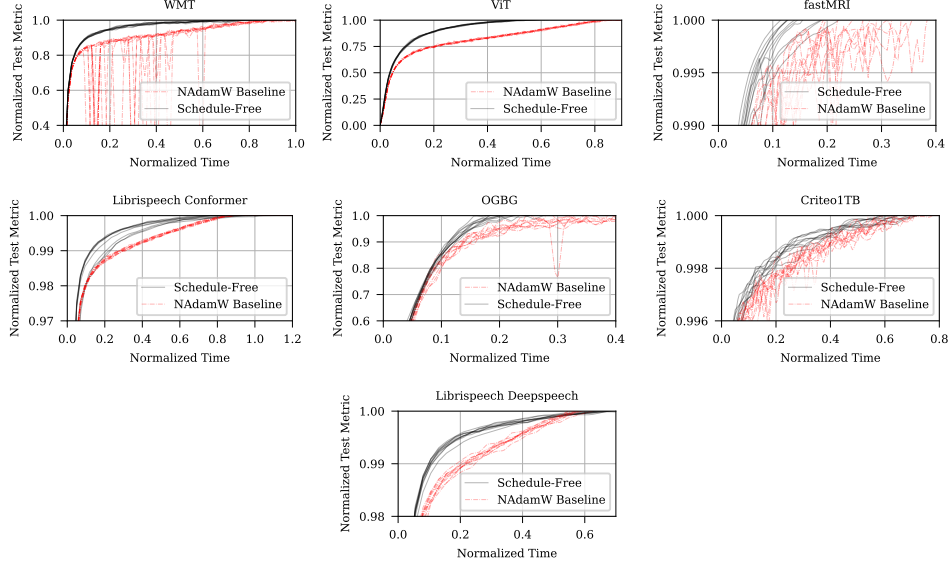 WMT
Normalized Test Metric
1.0
0.8
0.6
0.4
NAdamW Baseline
Schedule-Free
0.0 0.2 0.4 0.6 0.8 1.0
Normalized Time
ViT
Normalized Test Metric
1.00
0.75
0.50
0.25
0.00
NAdamW Baseline
Schedule-Free
0.0 0.2 0.4 0.6 0.8
Normalized Time
fastMRI
Normalized Test Metric
1.000
0.995
0.990
Schedule-Free
NAdamW Baseline
0.0 0.1 0.2 0.3 0.4
Normalized Time
Librispeech Conformer
Normalized Test Metric
1.00
0.99
0.98
0.97
Schedule-Free
NAdamW Baseline
0.0 0.2 0.4 0.6 0.8 1.0 1.2
Normalized Time
OGBG
Normalized Test Metric
1.0
0.9
0.8
0.7
0.6
NAdamW Baseline
Schedule-Free
0.0 0.1 0.2 0.3 0.4
Normalized Time
Criteo1TB
Normalized Test Metric
1.000
0.998
0.996
Schedule-Free
NAdamW Baseline
0.0 0.2 0.4 0.6 0.8
Normalized Time
Librispeech Deepspeech
Normalized Test Metric
1.00
0.99
0.98
Schedule-Free
NAdamW Baseline
0.0 0.2 0.4 0.6
Normalized Time